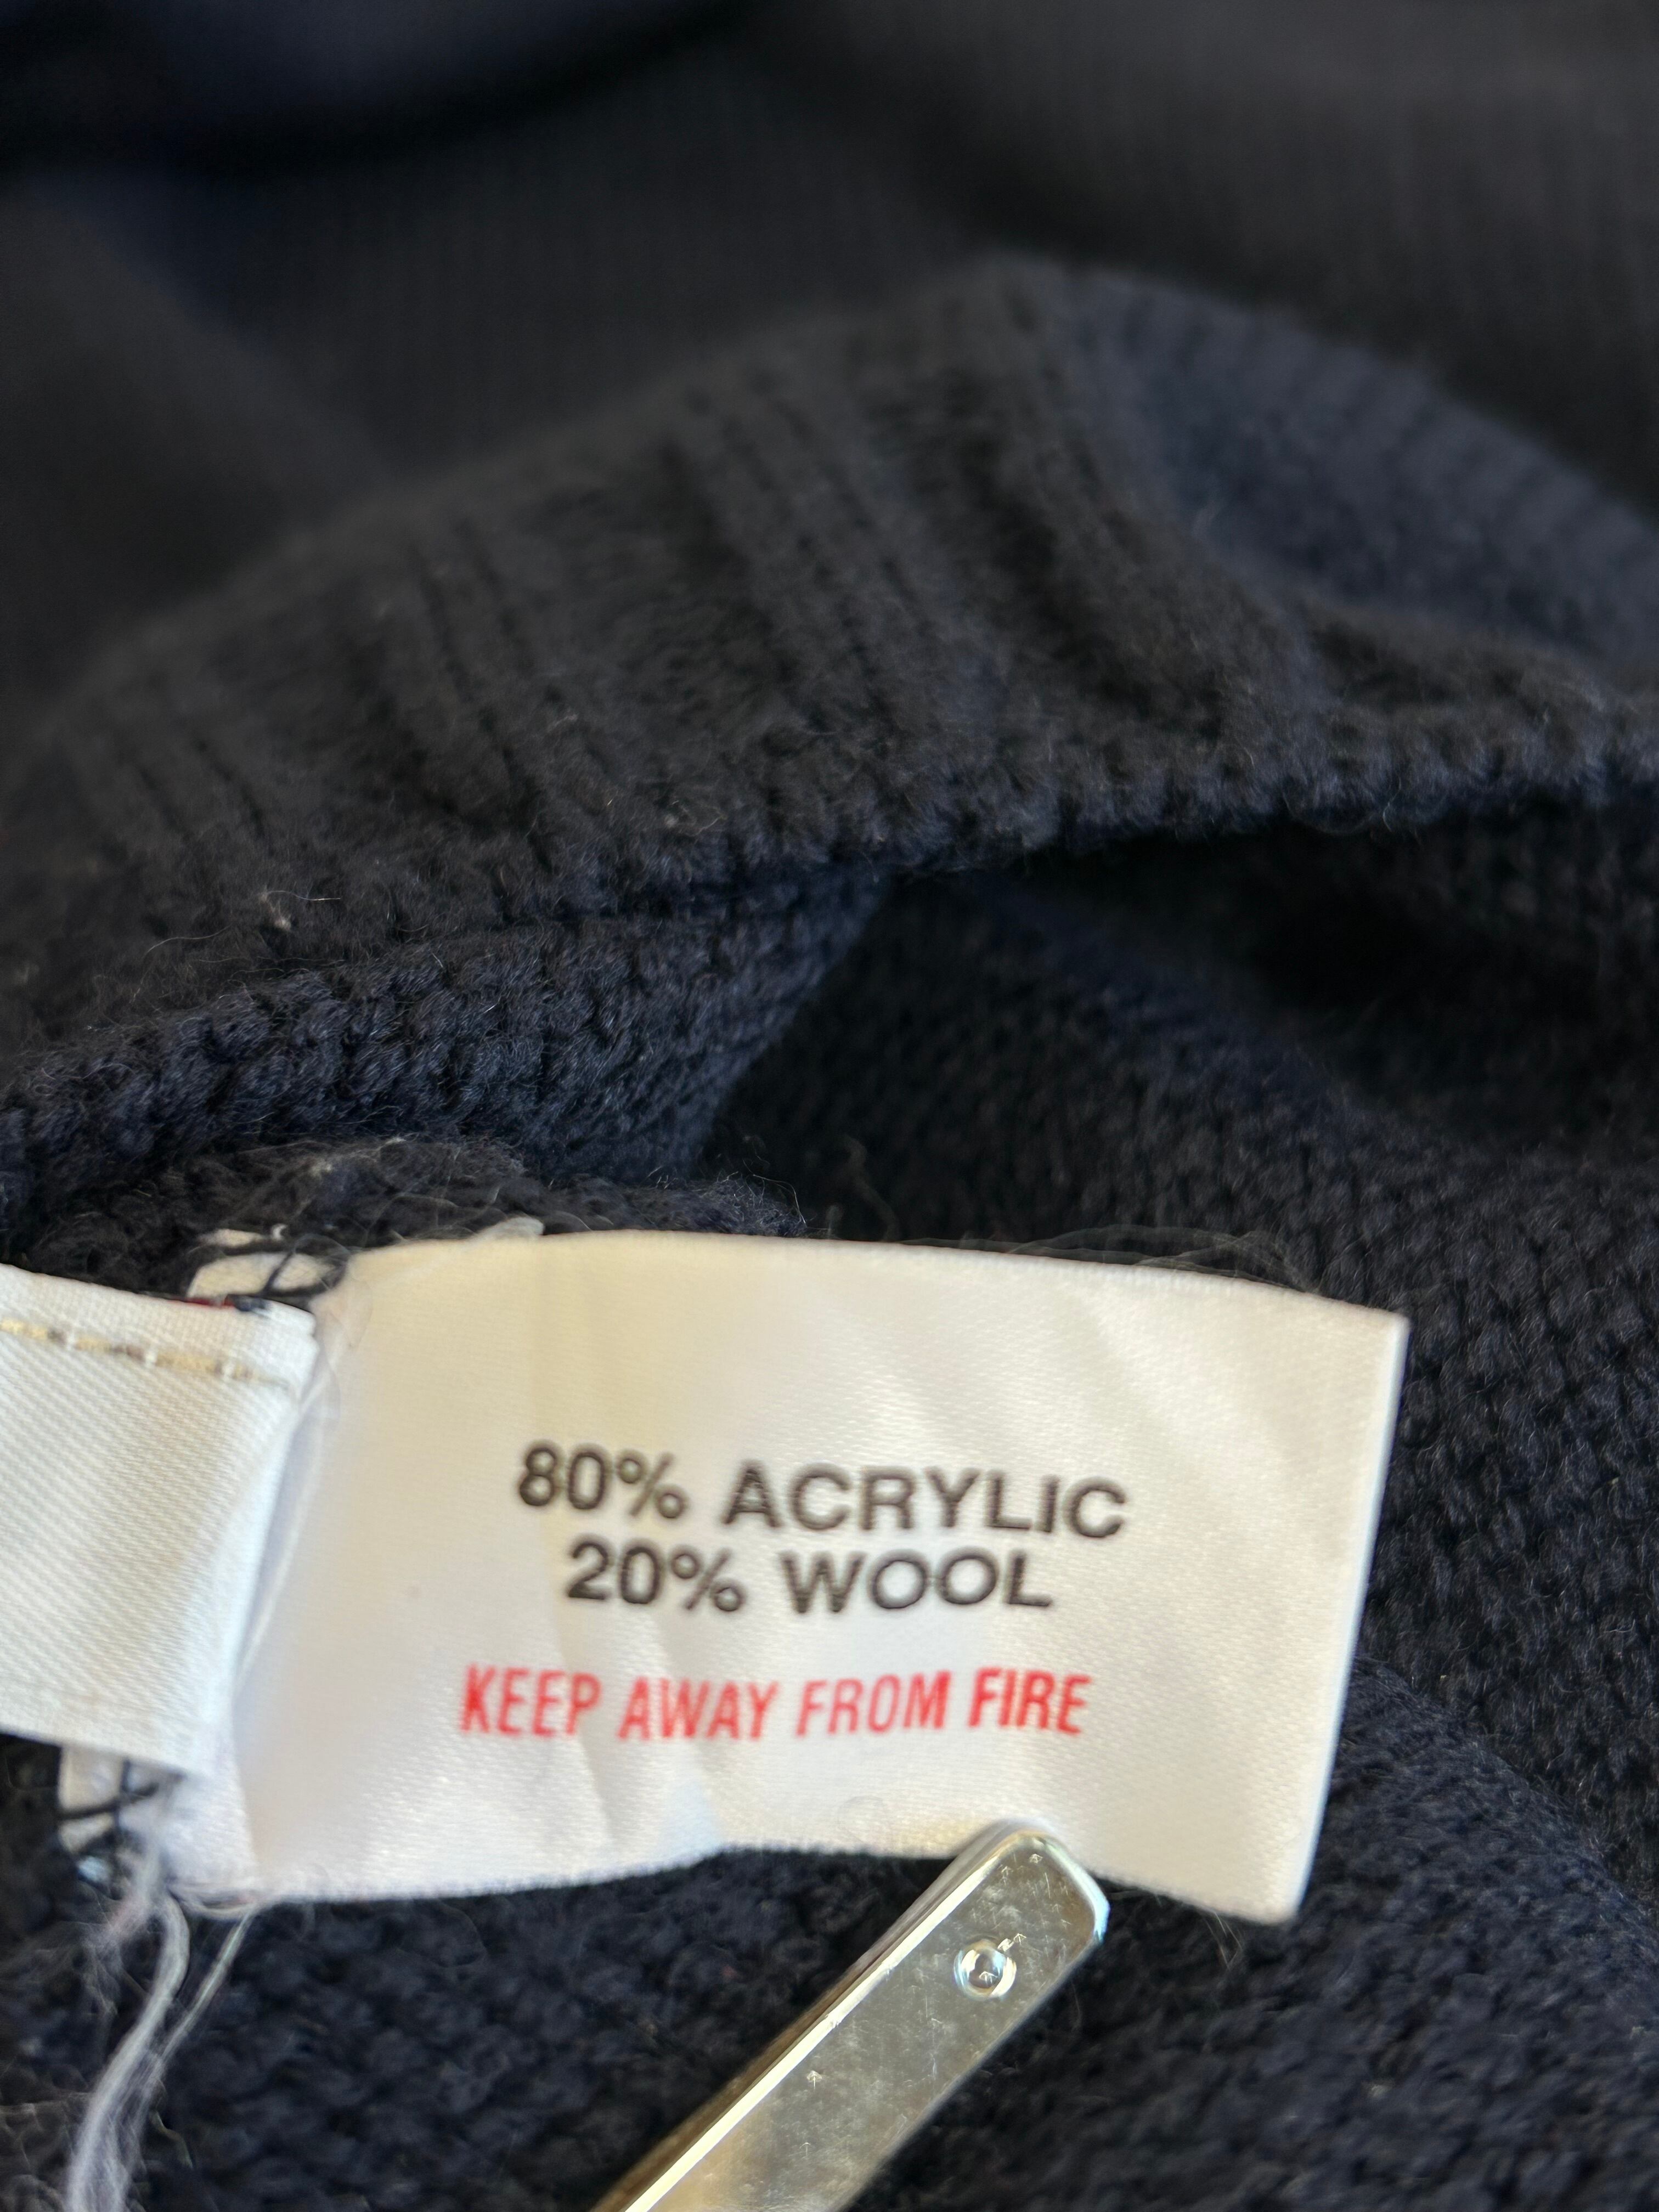 80% ACRYLIC
20% WOOL
KEEP AWAY FROM FIRE